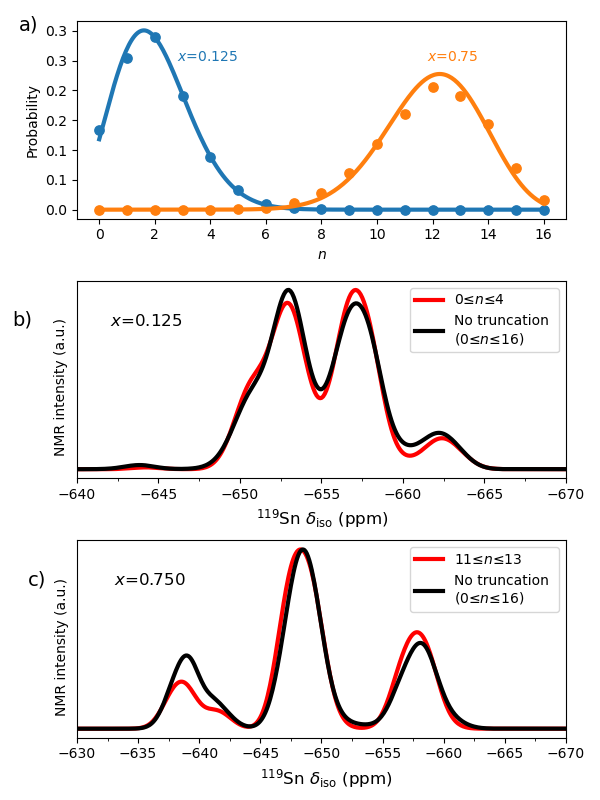 a)
0.3
0.3
0.2
0.2
0.1
0.1
0.0
Probability
x=0.125
x=0.75
0 2 4 6 8 10 12 14 16
n
b)
x=0.125
NMR intensity (a.u.)
0≤n≤4
No truncation
(0≤n≤16)
−640 −645 −650 −655 −660 −665 −670
¹¹⁹Sn δiso (ppm)
c)
x=0.750
NMR intensity (a.u.)
11≤n≤13
No truncation
(0≤n≤16)
−630 −635 −640 −645 −650 −655 −660 −665 −670
¹¹⁹Sn δiso (ppm)